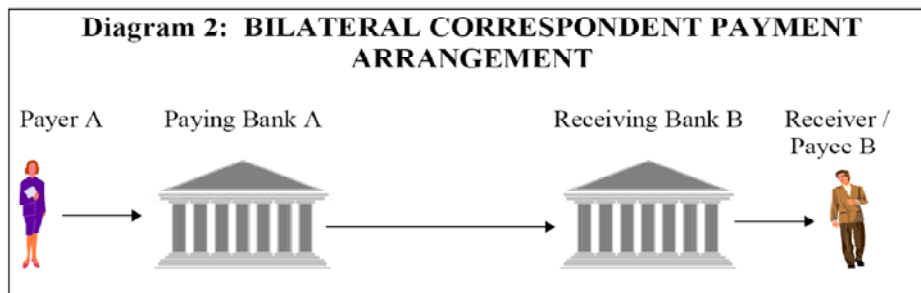 Diagram 2: BILATERAL CORRESPONDENT PAYMENT
ARRANGEMENT
Payer A
Paying Bank A
Receiving Bank B
Receiver /
Payee B